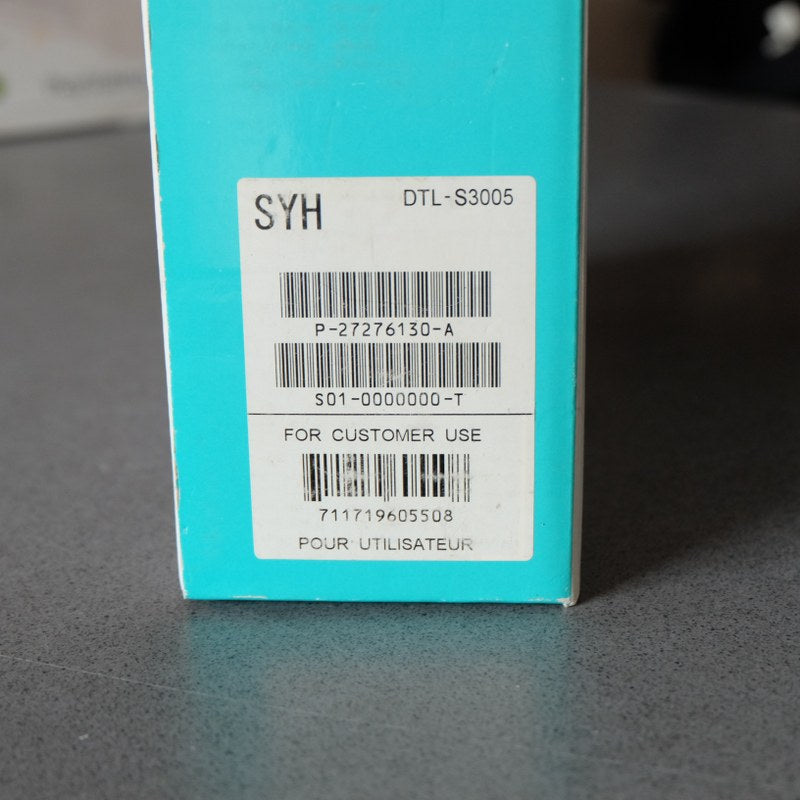 SYH
DTL-S3005
P-27276130-A
S01-0000000-T
FOR CUSTOMER USE
711719605508
POUR UTILISATEUR